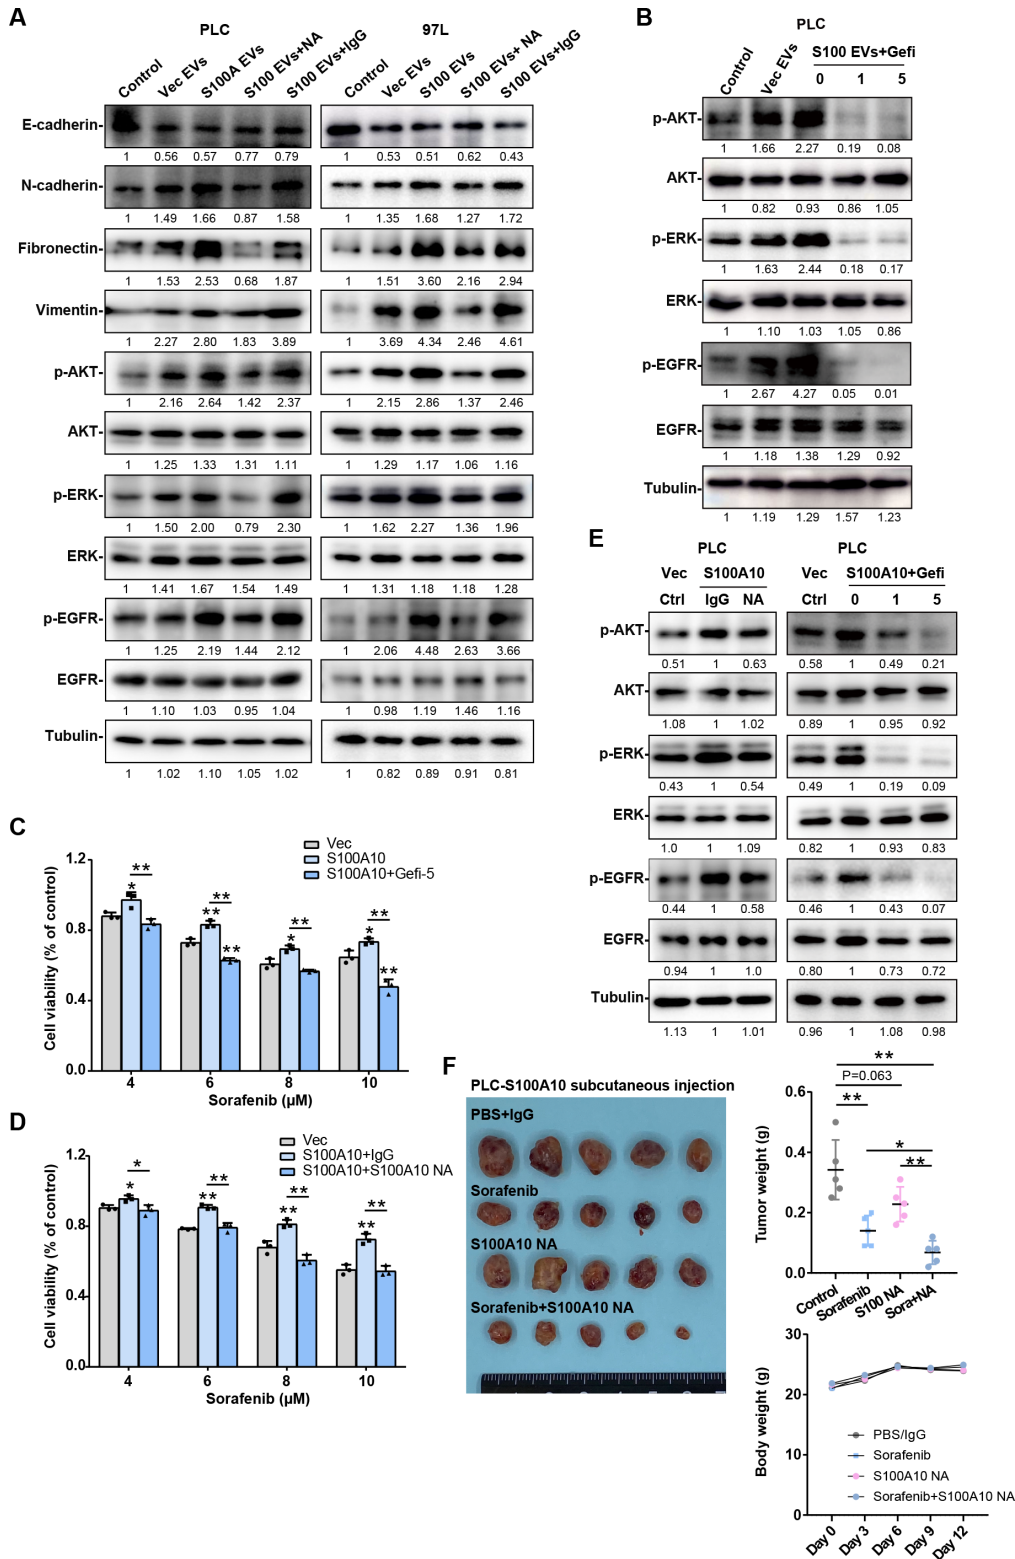 A
PLC
97L
Control
Vec EVs
S100A EVs
S100 EVs+NA
S100 EVs+IgG
Control
Vec EVs
S100 EVs
S100 EVs+ NA
S100 EVs+IgG
E-cadherin-
1 0.56 0.57 0.77 0.79 1 0.53 0.51 0.62 0.43
N-cadherin-
1 1.49 1.66 0.87 1.58 1 1.35 1.68 1.27 1.72
Fibronectin-
1 1.53 2.53 0.68 1.87 1 1.51 3.60 2.16 2.94
Vimentin-
1 2.27 2.80 1.83 3.89 1 3.69 4.34 2.46 4.61
p-AKT-
1 2.16 2.64 1.42 2.37 1 2.15 2.86 1.37 2.46
AKT-
1 1.25 1.33 1.31 1.11 1 1.29 1.17 1.06 1.16
p-ERK-
1 1.50 2.00 0.79 2.30 1 1.62 2.27 1.36 1.96
ERK-
1 1.41 1.67 1.54 1.49 1 1.31 1.18 1.18 1.28
p-EGFR-
1 1.25 2.19 1.44 2.12 1 2.06 4.48 2.63 3.66
EGFR-
1 1.10 1.03 0.95 1.04 1 0.98 1.19 1.46 1.16
Tubulin-
1 1.02 1.10 1.05 1.02 1 0.82 0.89 0.91 0.81
B
PLC
Control
Vec EVs
S100 EVs+Gefi
0 1 5
p-AKT-
1 1.66 2.27 0.19 0.08
AKT-
1 0.82 0.93 0.86 1.05
p-ERK-
1 1.63 2.44 0.18 0.17
ERK-
1 1.10 1.03 1.05 0.86
p-EGFR-
1 2.67 4.27 0.05 0.01
EGFR-
1 1.18 1.38 1.29 0.92
Tubulin-
1 1.19 1.29 1.57 1.23
C
Vec
S100A10
S100A10+Gefi-5
Cell viability (% of control)
1.2
0.8
0.4
0.0
* ** ** ** ** * ** * ** **
4 6 8 10
Sorafenib (μM)
D
Vec
S100A10+IgG
S100A10+S100A10 NA
Cell viability (% of control)
1.2
0.8
0.4
0.0
* * ** ** ** ** ** **
4 6 8 10
Sorafenib (μM)
E
PLC PLC
Vec S100A10 Vec S100A10+Gefi
Ctrl IgG NA Ctrl 0 1 5
p-AKT-
0.51 1 0.63 0.58 1 0.49 0.21
AKT-
1.08 1 1.02 0.89 1 0.95 0.92
p-ERK-
0.43 1 0.54 0.49 1 0.19 0.09
ERK-
1.0 1 1.09 0.82 1 0.93 0.83
p-EGFR-
0.44 1 0.58 0.46 1 0.43 0.07
EGFR-
0.94 1 1.0 0.80 1 0.73 0.72
Tubulin-
1.13 1 1.01 0.96 1 1.08 0.98
F
PLC-S100A10 subcutaneous injection
PBS+IgG
Sorafenib
S100A10 NA
Sorafenib+S100A10 NA
**
P=0.063
**
*
**
Tumor weight (g)
0.6
0.4
0.2
0.0
Control
Sorafenib
S100 NA
Sora+NA
Body weight (g)
30
20
10
0
PBS/IgG
Sorafenib
S100A10 NA
Sorafenib+S100A10 NA
Day 0
Day 3
Day 6
Day 9
Day 12